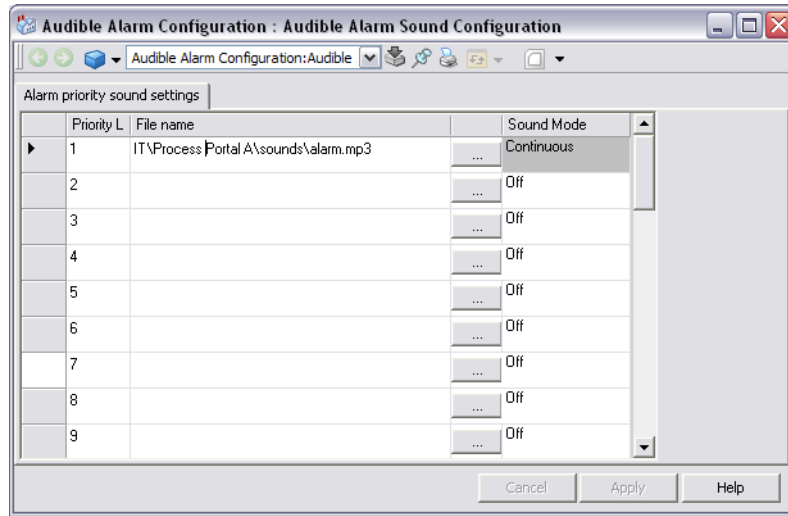 Audible Alarm Configuration : Audible Alarm Sound Configuration
Audible Alarm Configuration:Audible
Alarm priority sound settings
Priority L File name Sound Mode
1 IT\Process Portal A\sounds\alarm.mp3 ... Continuous
2 ... Off
3 ... Off
4 ... Off
5 ... Off
6 ... Off
7 ... Off
8 ... Off
9 ... Off
Cancel Apply Help